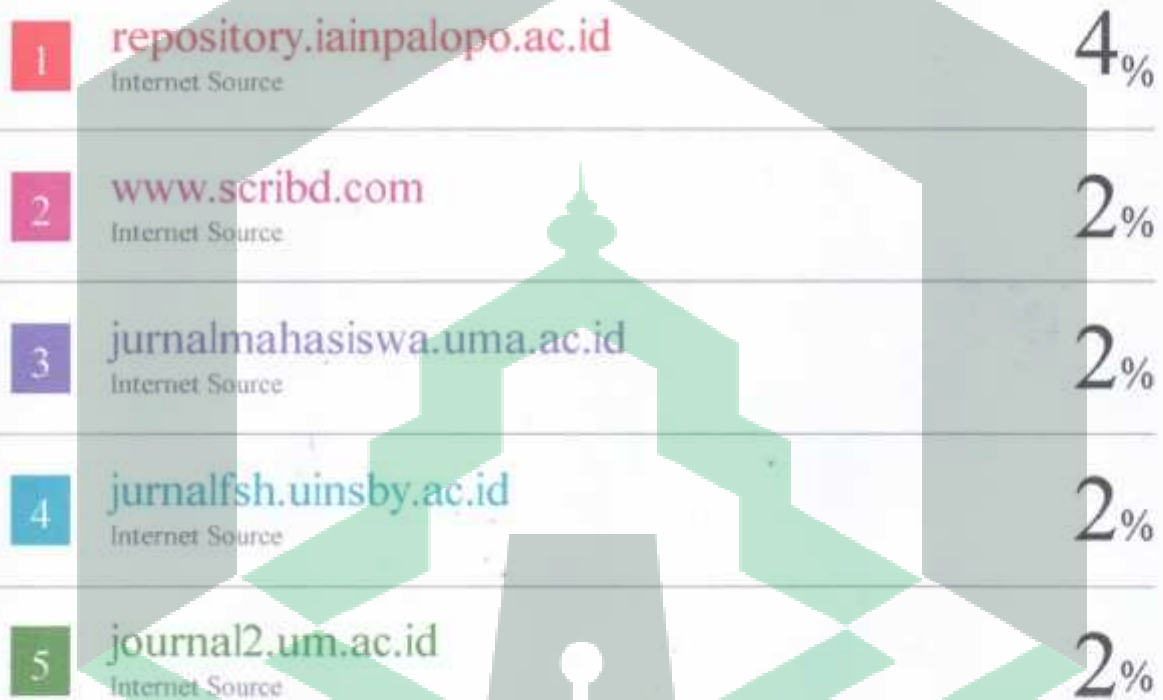 1 repository.iainpalopo.ac.id 4%
Internet Source
2 www.scribd.com 2%
Internet Source
3 jurnalmahasiswa.uma.ac.id 2%
Internet Source
4 jurnalfsh.uinsby.ac.id 2%
Internet Source
5 journal2.um.ac.id 2%
Internet Source